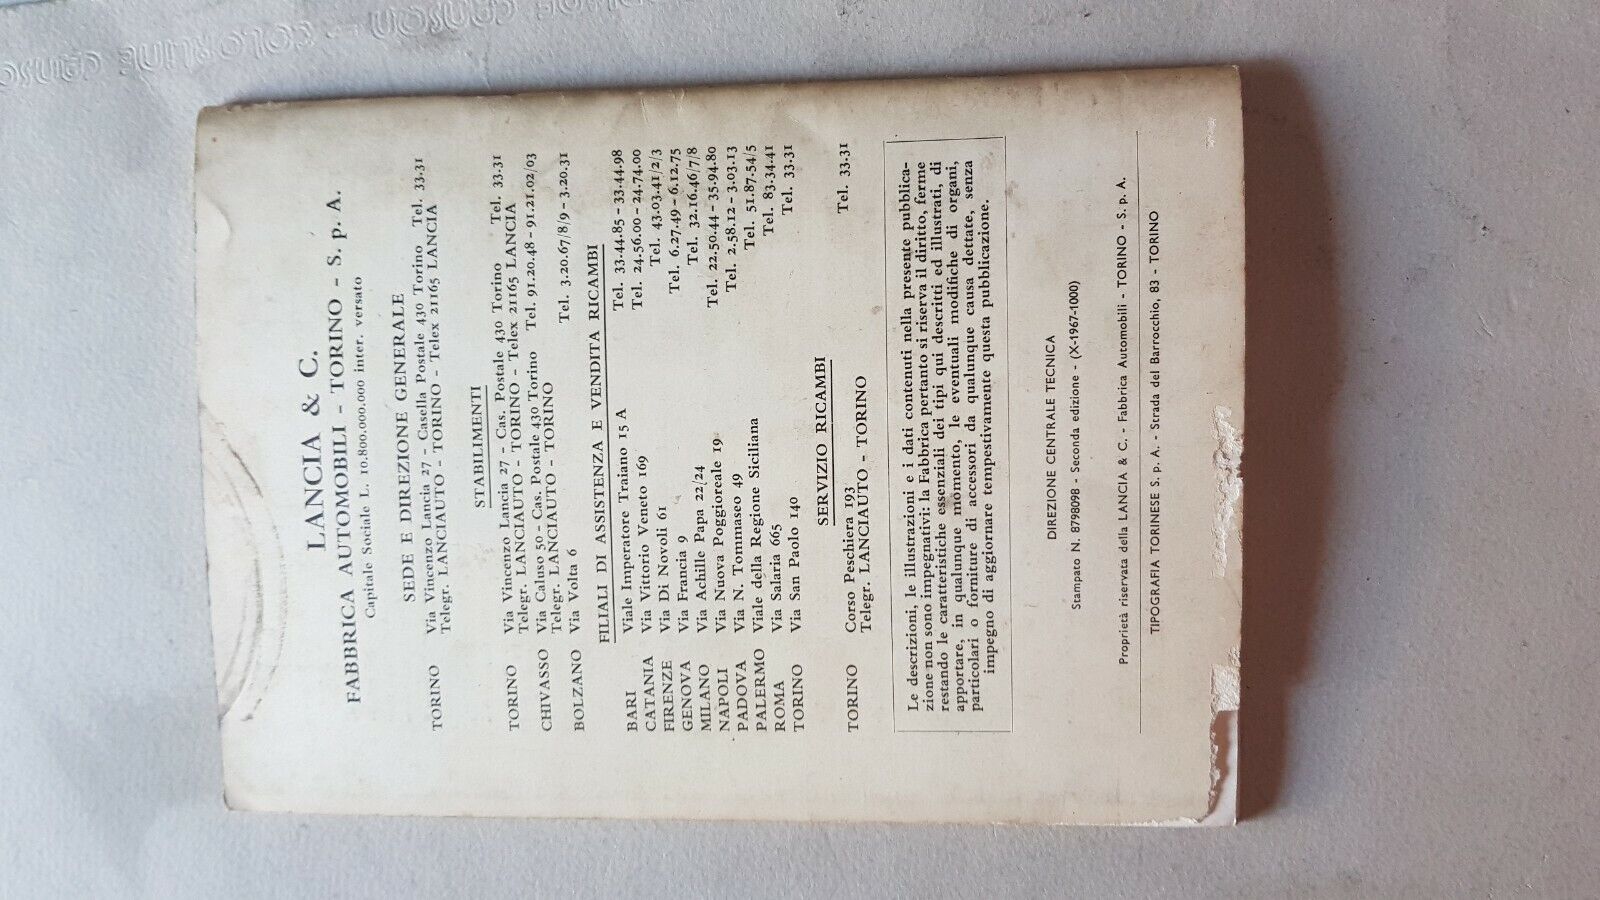 LANCIA & C.
FABBRICA AUTOMOBILI - TORINO - S. p. A.
Capitale Sociale L. 10.800.000.000 inter. versato
SEDE E DIREZIONE GENERALE
TORINO Via Vincenzo Lancia 27 - Casella Postale 430 Torino Tel. 33.31
Telegr. LANCIAUTO - TORINO - Telex 21165 LANCIA
STABILIMENTI
TORINO Via Vincenzo Lancia 27 - Cas. Postale 430 Torino Tel. 33.31
Telegr. LANCIAUTO - TORINO - Telex 21165 LANCIA
CHIVASSO Via Caluso 50 - Cas. Postale 430 Torino Tel. 91.20.48 - 91.21.02/03
Telegr. LANCIAUTO - TORINO
BOLZANO Via Volta 6 Tel. 3.20.67/8/9 - 3.20.31
FILIALI DI ASSISTENZA E VENDITA RICAMBI
BARI Viale Imperatore Traiano 15 A Tel. 33.44.85 - 33.44.98
CATANIA Via Vittorio Veneto 169 Tel. 24.56.00 - 24.74.00
FIRENZE Via Di Novoli 61 Tel. 43-03-41/2/3
GENOVA Via Francia 9 Tel. 6.27.49 - 6.12.75
MILANO Via Achille Papa 22/24 Tel. 32.16.46/7/8
NAPOLI Via Nuova Poggioreale 19 Tel. 22.50.44 - 35.94.80
PADOVA Via N. Tommaseo 49 Tel. 2.58.12 - 3.03.13
PALERMO Viale della Regione Siciliana Tel. 51.87.54/5
ROMA Via Salaria 665 Tel. 83.34.41
TORINO Via San Paolo 140 Tel. 33.31
SERVIZIO RICAMBI
TORINO Corso Peschiera 193 Tel. 33.31
Telegr. LANCIAUTO - TORINO
Le descrizioni, le illustrazioni e i dati contenuti nella presente pubblica-
zione non sono impegnativi: la Fabbrica pertanto si riserva il diritto, ferme
restando le caratteristiche essenziali dei tipi qui descritti ed illustrati, di
apportare, in qualunque momento, le eventuali modifiche di organi,
particolari o forniture di accessori da qualunque causa dettate, senza
impegno di aggiornare tempestivamente questa pubblicazione.
DIREZIONE CENTRALE TECNICA
Stampato N. 8798098 - Seconda edizione - (X-1967-1000)
Proprietà riservata della LANCIA & C. - Fabbrica Automobili - TORINO - S. p. A.
TIPOGRAFIA TORINESE S. p. A. - Strada del Barrocchio, 83 - TORINO